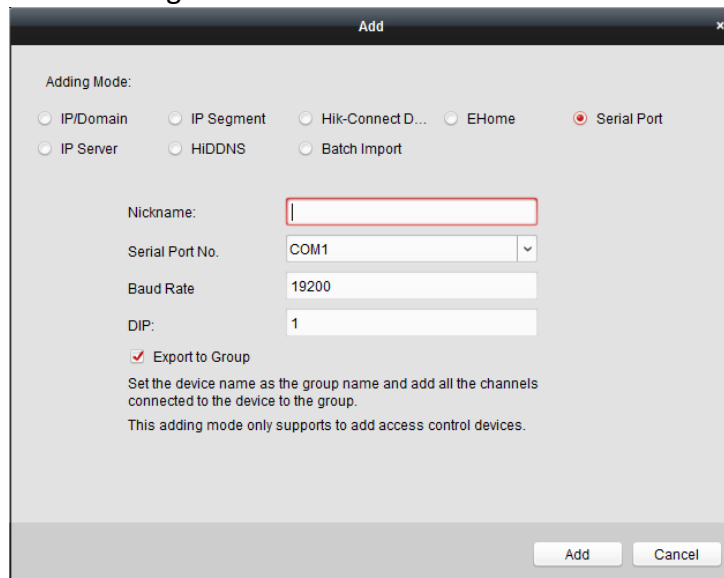 Add
×
Adding Mode:
IP/Domain IP Segment Hik-Connect D... EHome Serial Port
IP Server HiDDNS Batch Import
Nickname:
Serial Port No. COM1
Baud Rate 19200
DIP: 1
Export to Group
Set the device name as the group name and add all the channels
connected to the device to the group.
This adding mode only supports to add access control devices.
Add Cancel